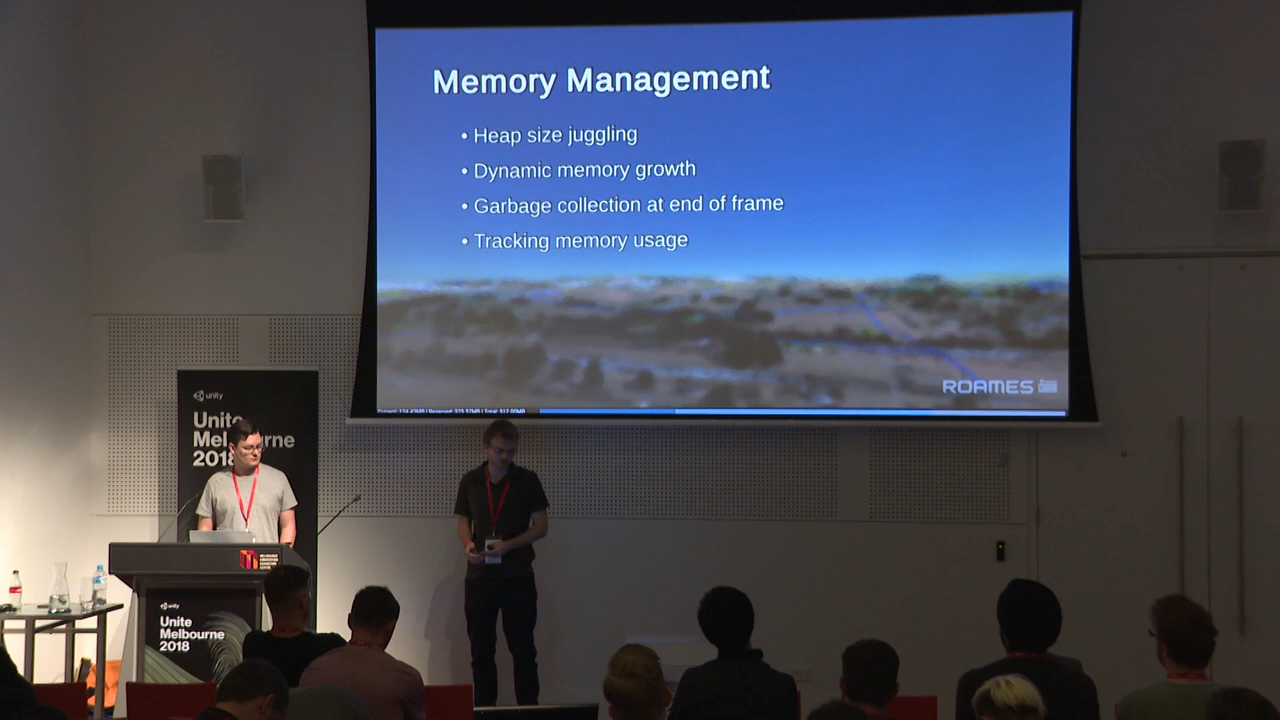 Memory Management
• Heap size juggling
• Dynamic memory growth
• Garbage collection at end of frame
• Tracking memory usage
ROAMES
unity
Unite
Melbourne
2018
unity
Unite
Melbourne
2018